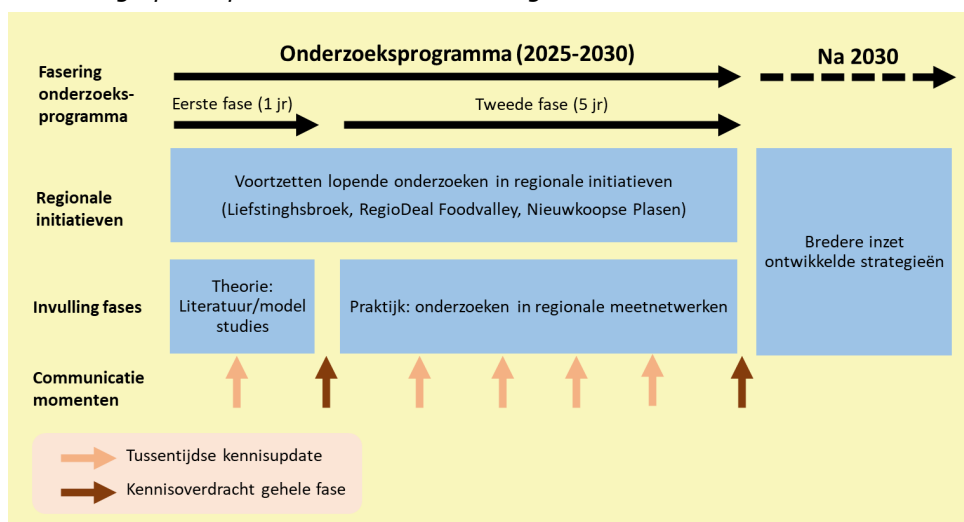 Onderzoeksprogramma (2025-2030)
Na 2030
Fasering
onderzoeks-
programma
Eerste fase (1 jr)
Tweede fase (5 jr)
Regionale
initiatieven
Voortzetten lopende onderzoeken in regionale initiatieven
(Liefstinghsbroek, RegioDeal Foodvalley, Nieuwkoopse Plasen)
Bredere inzet
ontwikkelde strategieën
Invulling fases
Theorie:
Literatuur/model
studies
Praktijk: onderzoeken in regionale meetnetwerken
Communicatie
momenten
Tussentijdse kennisupdate
Kennisoverdracht gehele fase